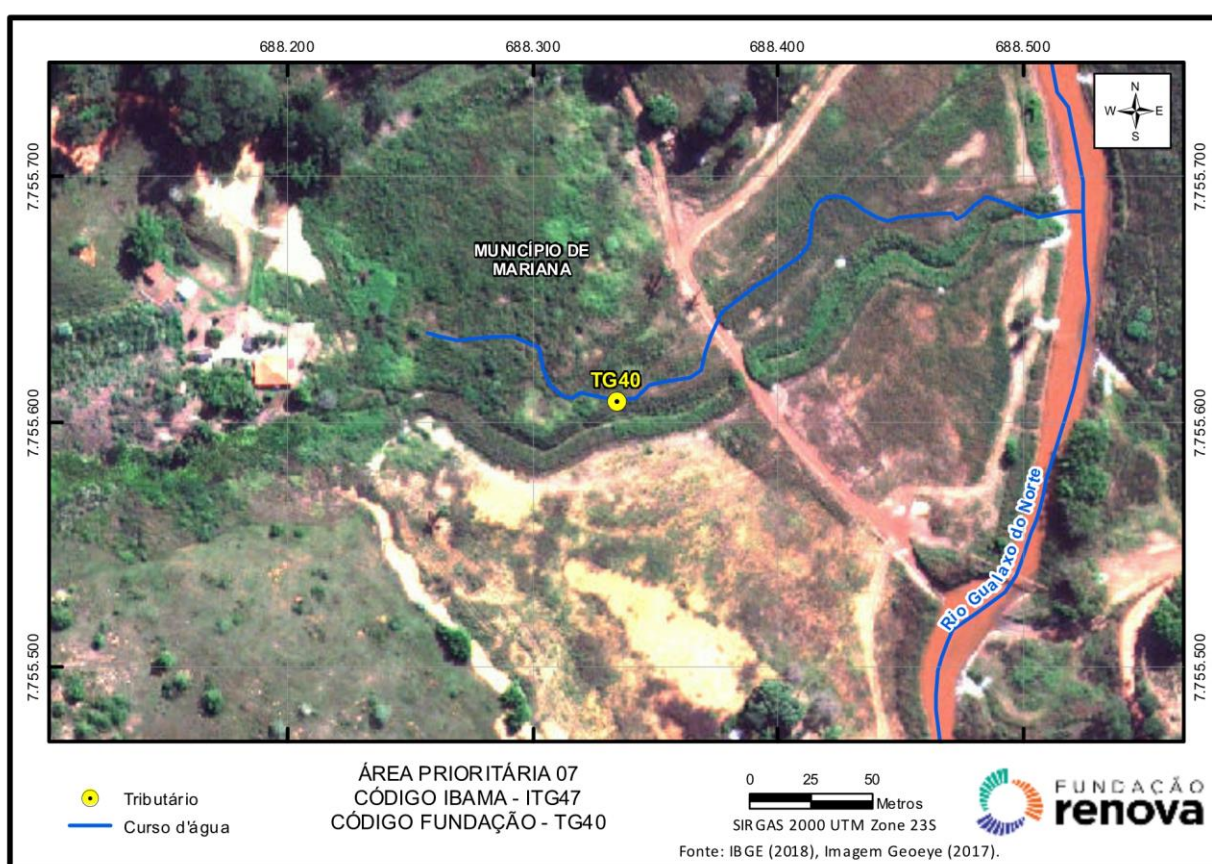 688.200 688.300 688.400 688.500
N
W E
S
7.755.700 7.755.700
MUNICÍPIO DE
MARIANA
TG40
7.755.600 7.755.600
Rio Gualaxo do Norte
7.755.500 7.755.500
Tributário
Curso d'água
ÁREA PRIORITÁRIA 07
CÓDIGO IBAMA - ITG47
CÓDIGO FUNDAÇÃO - TG40
0 25 50
Metros
SIRGAS 2000 UTM Zone 23S
Fonte: IBGE (2018), Imagem Geoeye (2017).
FUNDAÇÃO
renova